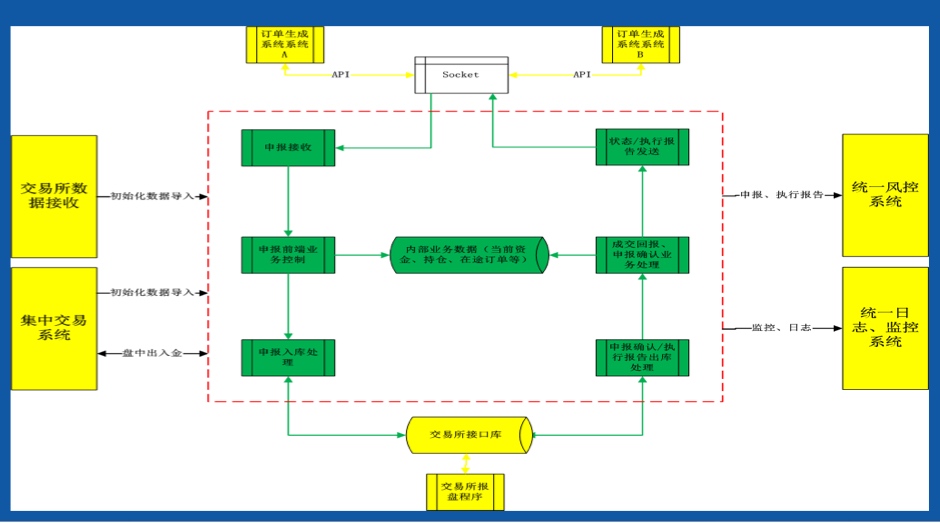 订单生成
系统系统
A
订单生成
系统系统
B
API
Socket
API
申报接收
状态/执行报
告发送
交易所数
据接收
初始化数据导入
申报、执行报告
统一风控
系统
申报前端业
务控制
内部业务数据（当前资
金、持仓、在途订单等）
成交回报、
申报确认业
务处理
集中交易
系统
初始化数据导入
盘中出入金
监控、日志
统一日
志、监控
系统
申报入库处
理
申报确认/执
行报告出库
处理
交易所接口库
交易所报
盘程序